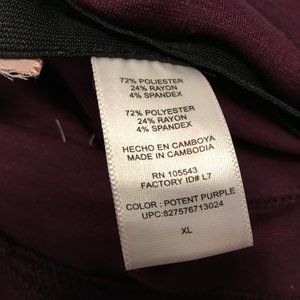 72% POLIESTER
24% RAYON
4% SPANDEX
72% POLYESTER
24% RAYON
4% SPANDEX
HECHO EN CAMBOYA
MADE IN CAMBODIA
RN 105543
FACTORY ID# L7
COLOR : POTENT PURPLE
UPC:827576713024
XL